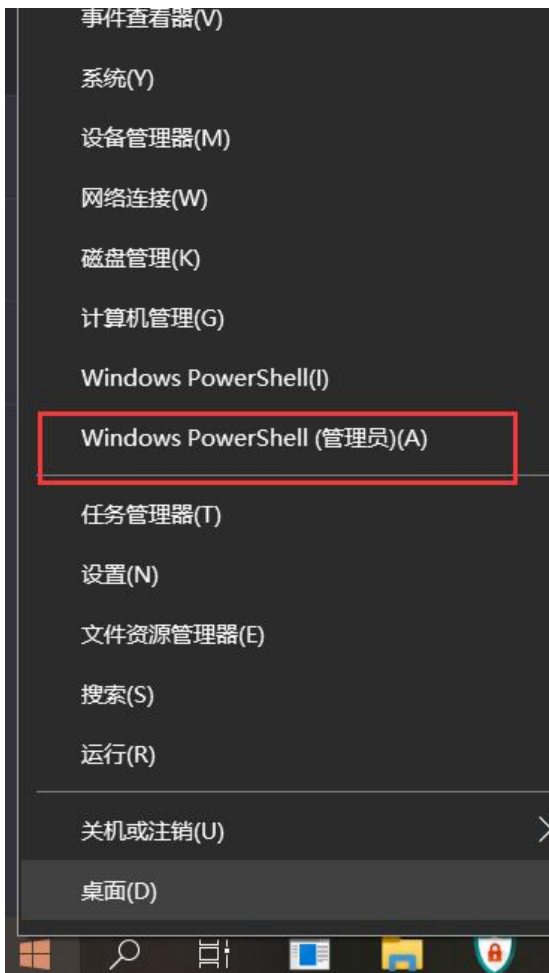 事件查看器(V)
系统(Y)
设备管理器(M)
网络连接(W)
磁盘管理(K)
计算机管理(G)
Windows PowerShell(I)
Windows PowerShell (管理员)(A)
任务管理器(T)
设置(N)
文件资源管理器(E)
搜索(S)
运行(R)
关机或注销(U)
桌面(D)